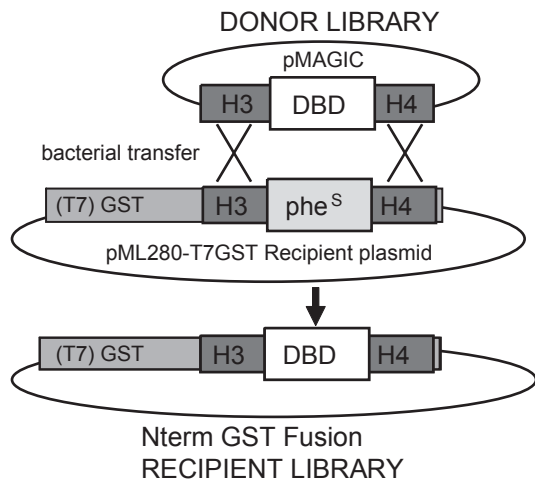 DONOR LIBRARY
pMAGIC
H3 DBD H4
bacterial transfer
(T7) GST H3 phe^S H4
pML280-T7GST Recipient plasmid
(T7) GST H3 DBD H4
Nterm GST Fusion
RECIPIENT LIBRARY